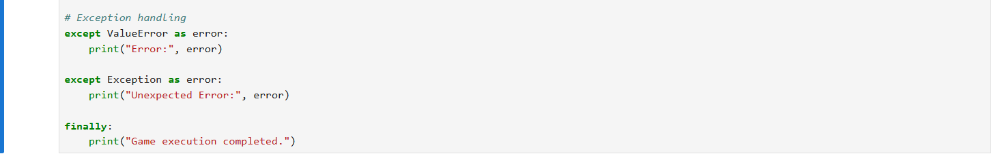 # Exception handling
except ValueError as error:
    print("Error:", error)
except Exception as error:
    print("Unexpected Error:", error)
finally:
    print("Game execution completed.")